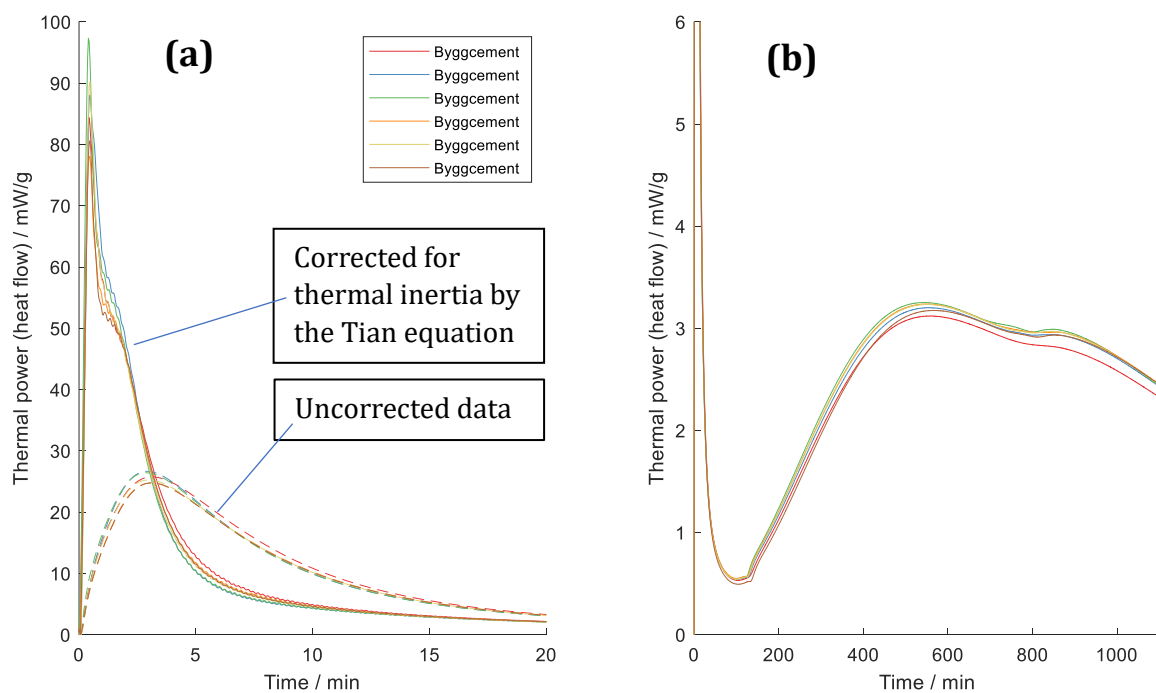 (a)
Byggcement
Byggcement
Byggcement
Byggcement
Byggcement
Byggcement
Corrected for
thermal inertia by
the Tian equation
Uncorrected data
100
90
80
70
60
50
40
30
20
10
0
0
5
10
15
20
Thermal power (heat flow) / mW/g
Time / min
(b)
6
5
4
3
2
1
0
0
200
400
600
800
1000
Thermal power (heat flow) / mW/g
Time / min